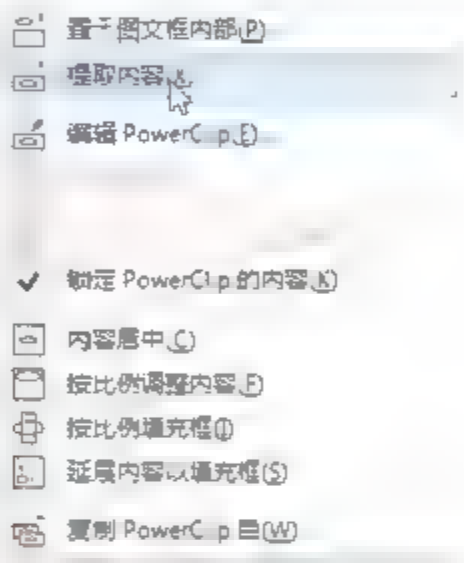 置于图文框内部(P)
提取内容(X)
编辑 PowerClip(E)
锁定 PowerClip 的内容(K)
内容居中(C)
按比例调整内容(F)
按比例填充框(I)
延展内容以填充框(S)
复制 PowerClip 自(W)